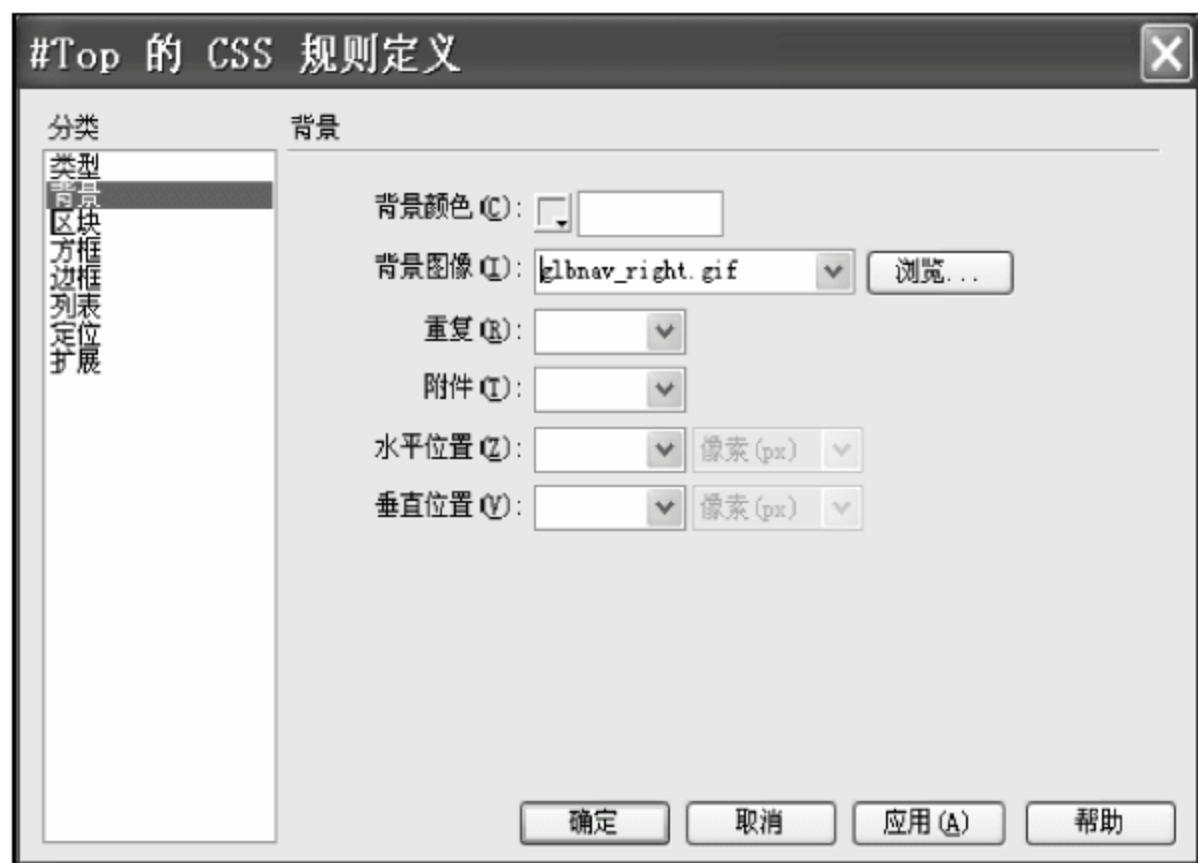 #Top 的 CSS 规则定义
分类
类型
背景
区块
方框
边框
列表
定位
扩展
背景
背景颜色(C):
背景图像(I): glbnav_right.gif 浏览...
重复(R):
附件(T):
水平位置(Z): 像素(px)
垂直位置(V): 像素(px)
确定 取消 应用(A) 帮助